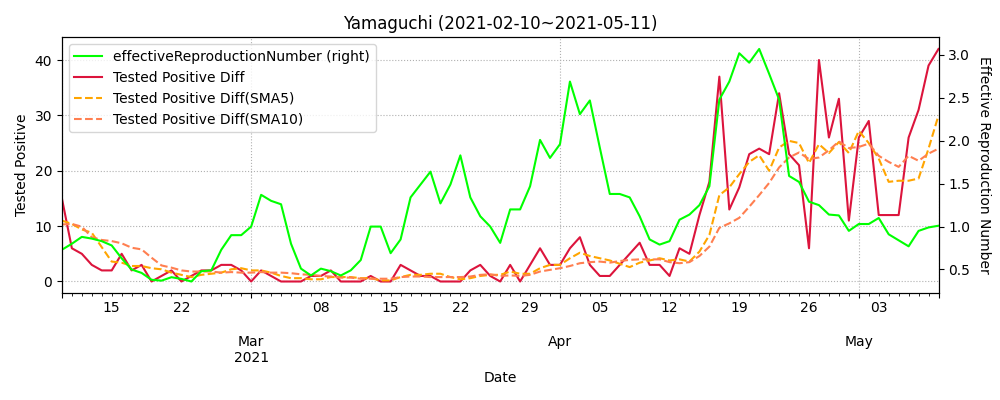 Yamaguchi (2021-02-10~2021-05-11)
effectiveReproductionNumber (right)
Tested Positive Diff
Tested Positive Diff(SMA5)
Tested Positive Diff(SMA10)
Tested Positive
40
30
20
10
0
3.0
2.5
2.0
1.5
1.0
0.5
Effective Reproduction Number
15 22 08 15 22 29 05 12 19 26 03
Mar Apr May
2021
Date